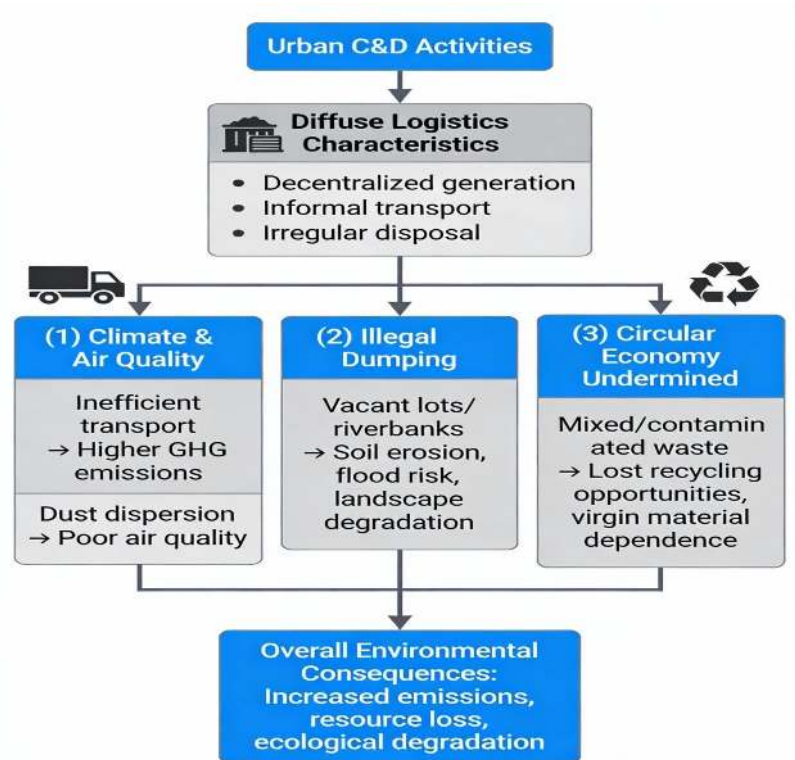 Urban C&D Activities
Diffuse Logistics
Characteristics
• Decentralized generation
• Informal transport
• Irregular disposal
(1) Climate &
Air Quality
Inefficient
transport
→ Higher GHG
emissions
Dust dispersion
→ Poor air quality
(2) Illegal
Dumping
Vacant lots/
riverbanks
→ Soil erosion,
flood risk,
landscape
degradation
(3) Circular
Economy
Undermined
Mixed/contamin
ated waste
→ Lost recycling
opportunities,
virgin material
dependence
Overall Environmental
Consequences:
Increased emissions,
resource loss,
ecological degradation